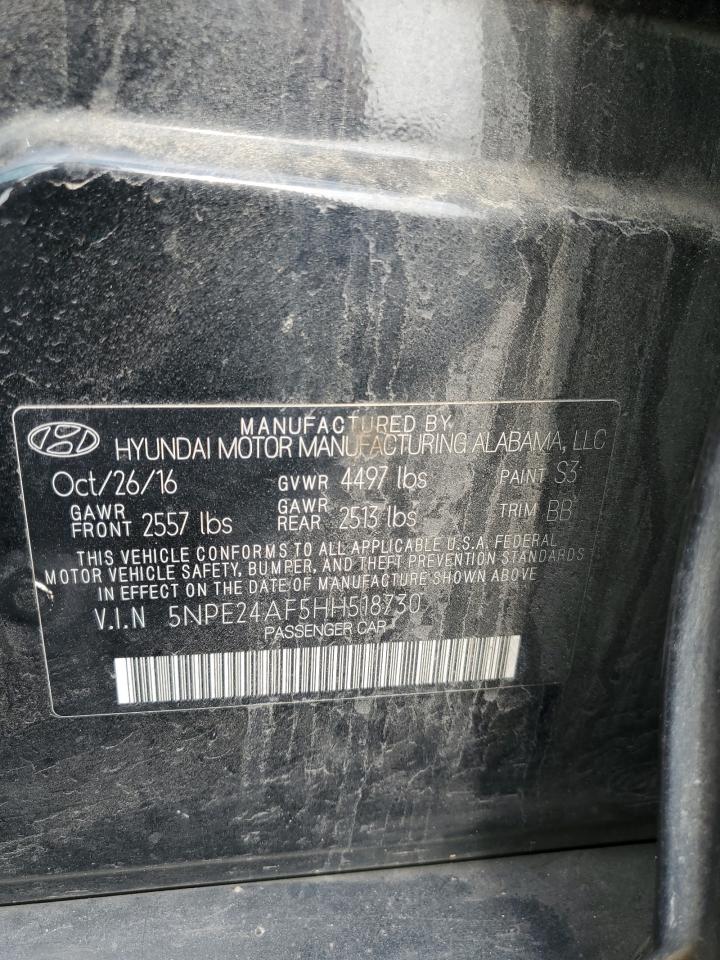 MANUFACTURED BY
HYUNDAI MOTOR MANUFACTURING ALABAMA, LLC
Oct/26/16 GVWR 4497 lbs PAINT S3
GAWR FRONT 2557 lbs GAWR REAR 2513 lbs TRIM BB
THIS VEHICLE CONFORMS TO ALL APPLICABLE U.S.A. FEDERAL
MOTOR VEHICLE SAFETY, BUMPER, AND THEFT PREVENTION STANDARDS
IN EFFECT ON THE DATE OF MANUFACTURE SHOWN ABOVE
V.I.N 5NPE24AF5HH518730
PASSENGER CAR